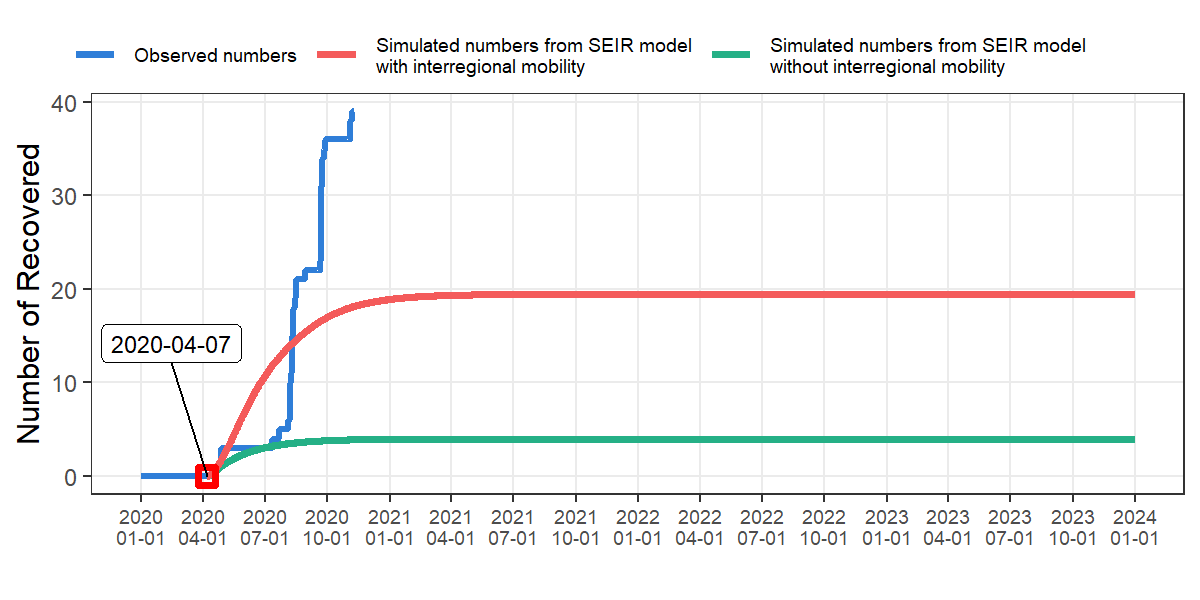 Observed numbers
Simulated numbers from SEIR model
with interregional mobility
Simulated numbers from SEIR model
without interregional mobility
Number of Recovered
40
30
20
10
0
2020-04-07
2020 2020 2020 2020 2021 2021 2021 2021 2022 2022 2022 2022 2023 2023 2023 2023 2024
01-01 04-01 07-01 10-01 01-01 04-01 07-01 10-01 01-01 04-01 07-01 10-01 01-01 04-01 07-01 10-01 01-01